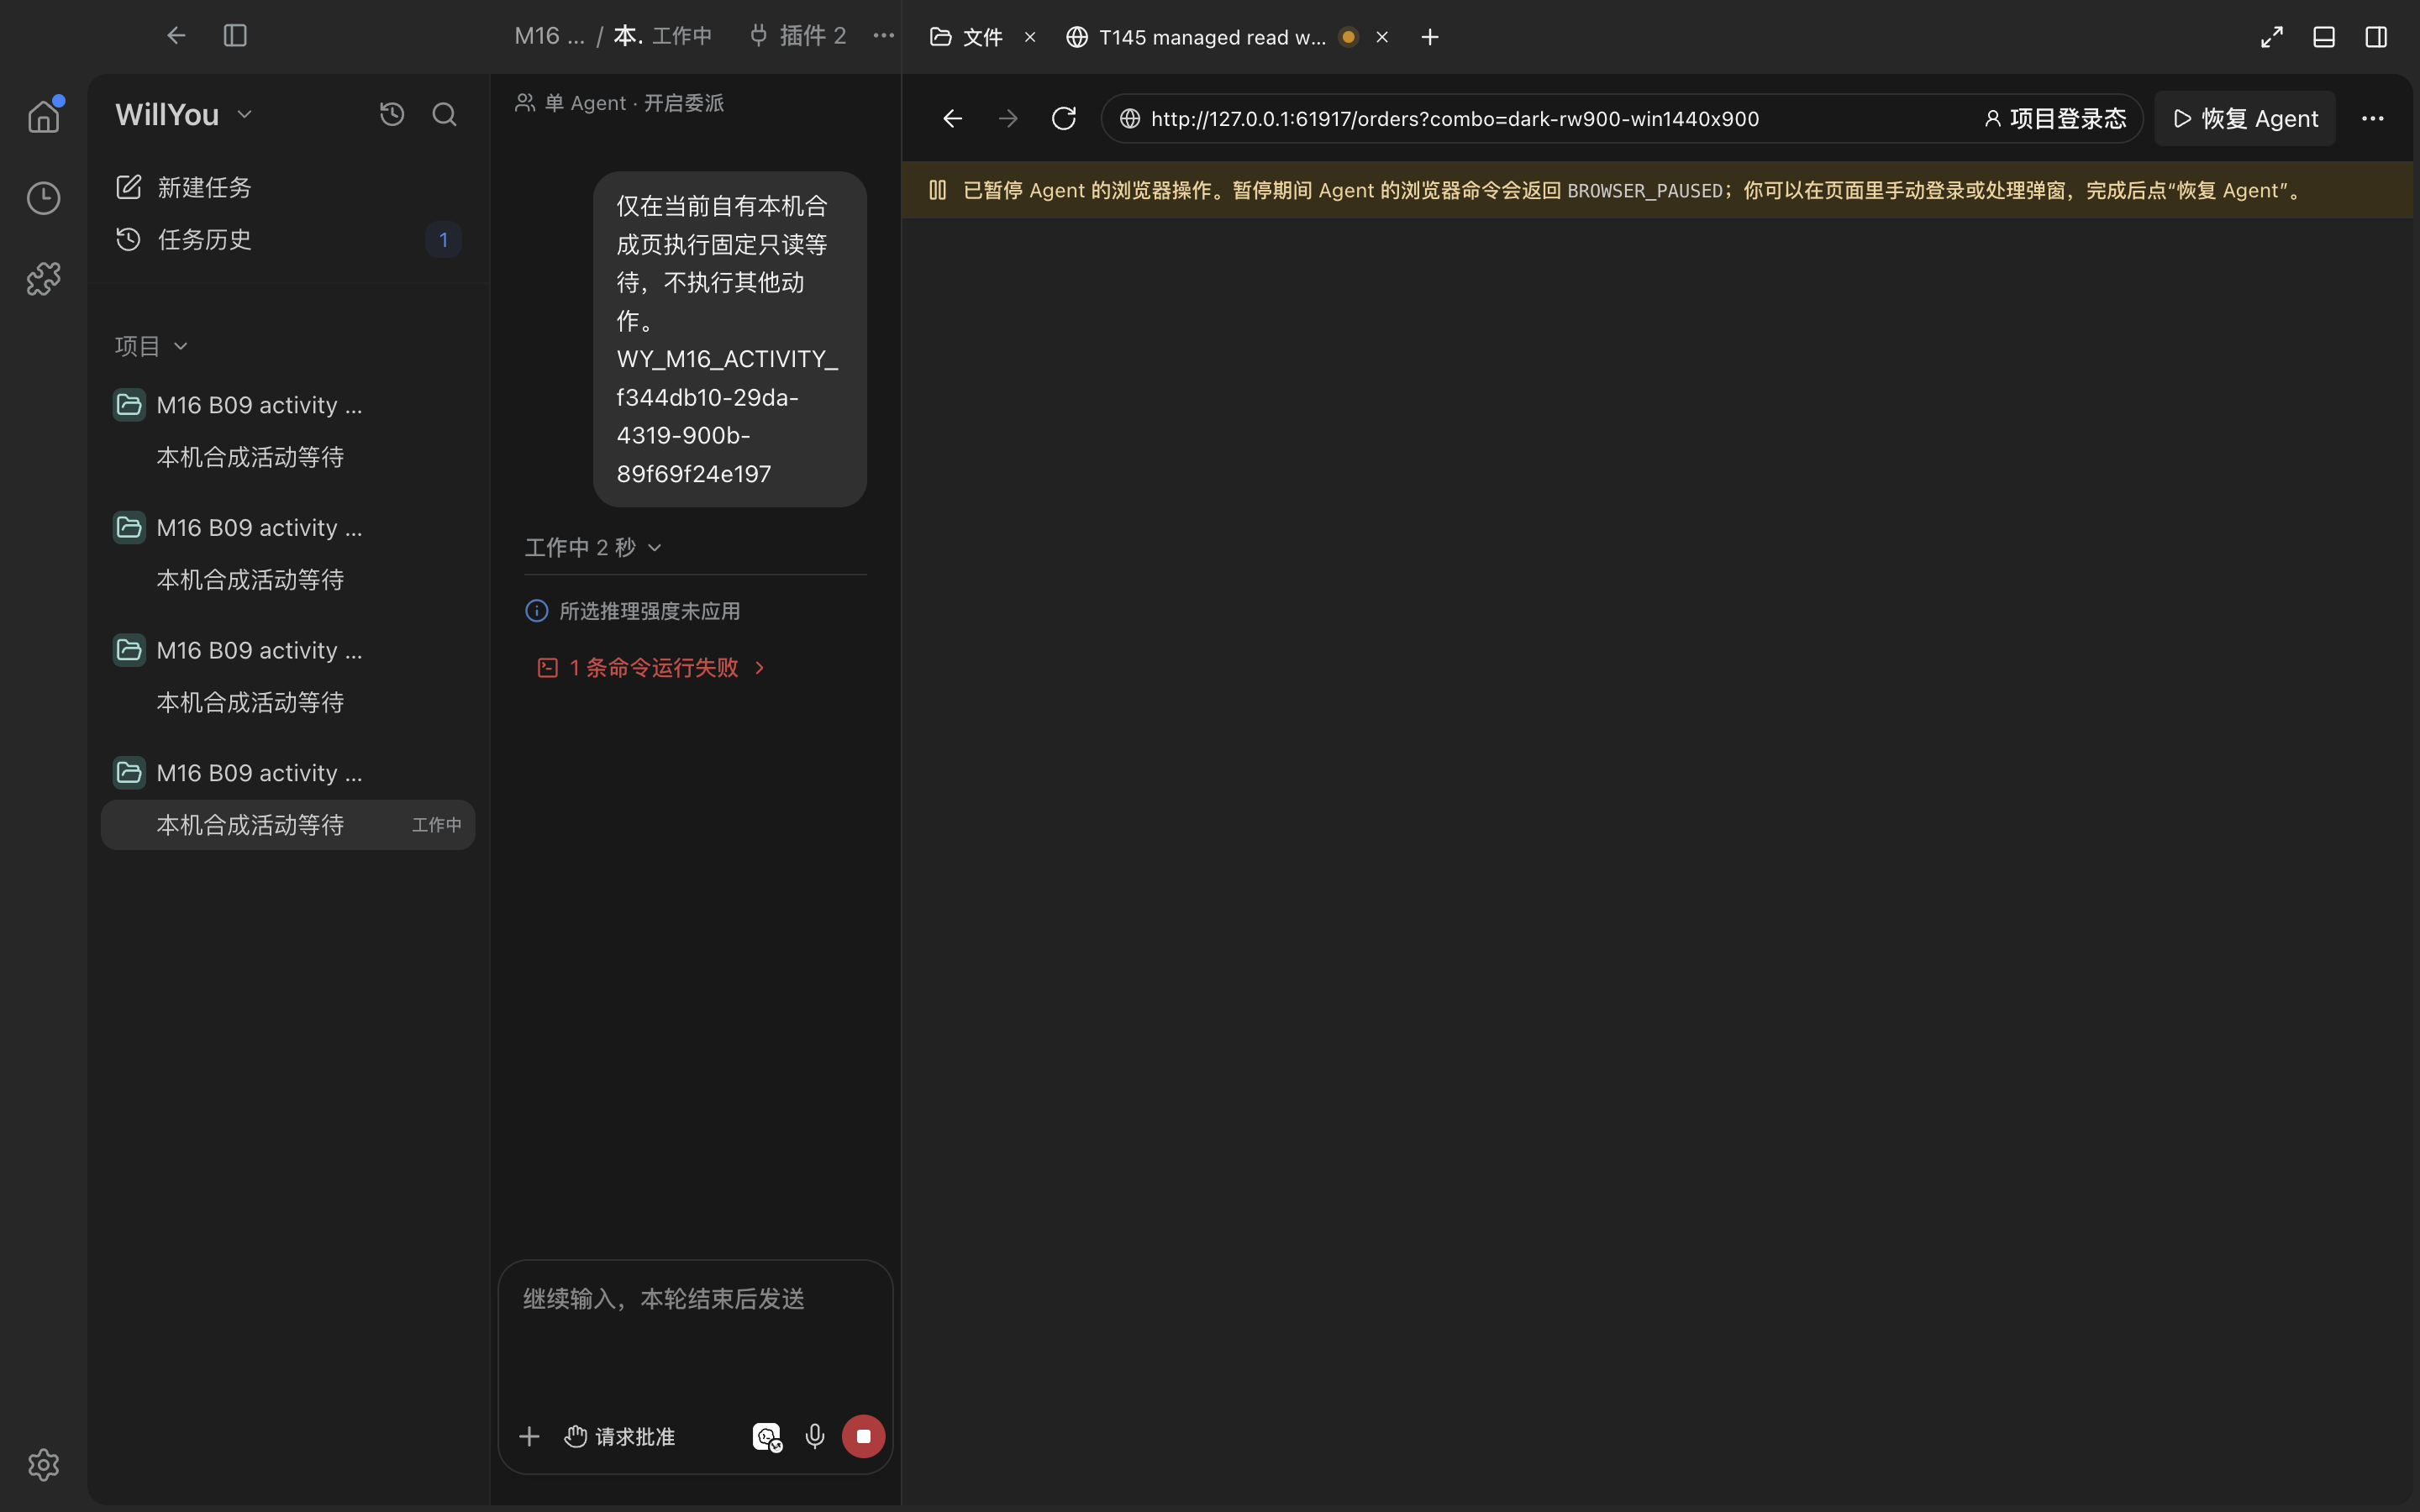 M16 ... / 本. 工作中 插件 2
文件
T145 managed read w...
WillYou
新建任务
任务历史 1
项目
M16 B09 activity ...
本机合成活动等待
M16 B09 activity ...
本机合成活动等待
M16 B09 activity ...
本机合成活动等待
M16 B09 activity ...
本机合成活动等待 工作中
单 Agent · 开启委派
仅在当前自有本机合
成页执行固定只读等
待，不执行其他动
作。
WY_M16_ACTIVITY_
f344db10-29da-
4319-900b-
89f69f24e197
工作中 2 秒
所选推理强度未应用
1 条命令运行失败
继续输入，本轮结束后发送
请求批准
http://127.0.0.1:61917/orders?combo=dark-rw900-win1440x900
项目登录态
恢复 Agent
已暂停 Agent 的浏览器操作。暂停期间 Agent 的浏览器命令会返回 BROWSER_PAUSED；你可以在页面里手动登录或处理弹窗，完成后点“恢复 Agent”。